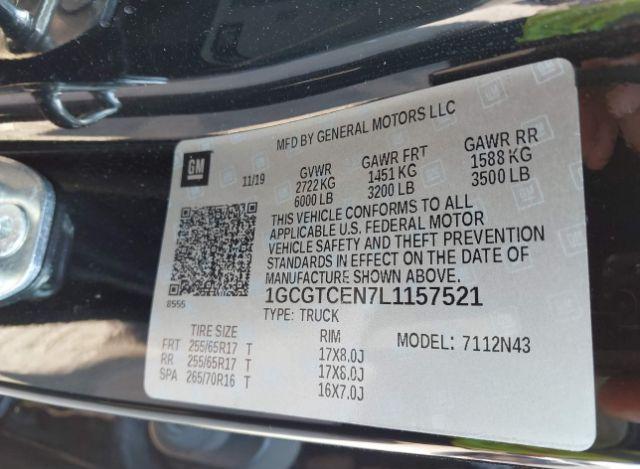 MFD BY GENERAL MOTORS LLC
GM
11/19
GVWR GAWR FRT GAWR RR
2722 KG 1451 KG 1588 KG
6000 LB 3200 LB 3500 LB
THIS VEHICLE CONFORMS TO ALL
APPLICABLE U.S. FEDERAL MOTOR
VEHICLE SAFETY AND THEFT PREVENTION
STANDARDS IN EFFECT ON THE DATE OF
MANUFACTURE SHOWN ABOVE.
8555
1GCGTCEN7L1157521
TYPE: TRUCK
TIRE SIZE RIM MODEL: 7112N43
FRT 255/65R17 T 17X8.0J
RR 255/65R17 T 17X8.0J
SPA 265/70R16 T 16X7.0J